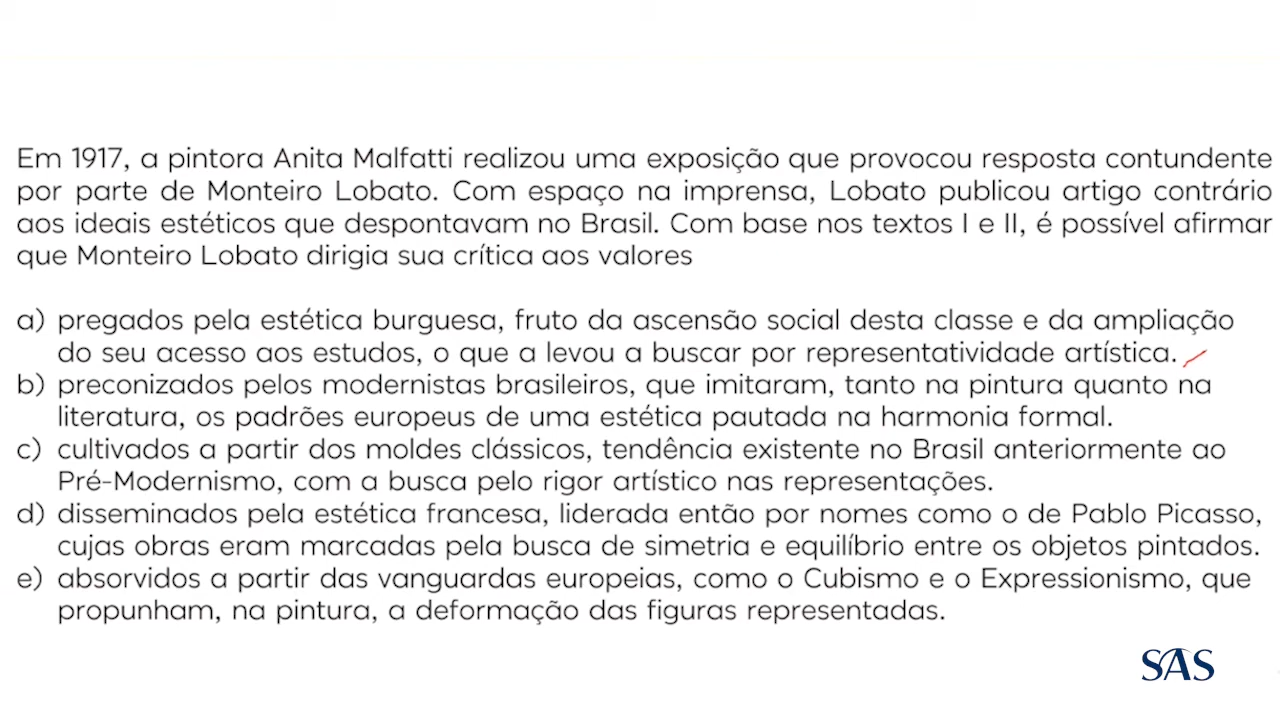 Em 1917, a pintora Anita Malfatti realizou uma exposição que provocou resposta contundente
por parte de Monteiro Lobato. Com espaço na imprensa, Lobato publicou artigo contrário
aos ideais estéticos que despontavam no Brasil. Com base nos textos I e II, é possível afirmar
que Monteiro Lobato dirigia sua crítica aos valores
a) pregados pela estética burguesa, fruto da ascensão social desta classe e da ampliação
do seu acesso aos estudos, o que a levou a buscar por representatividade artística.
b) preconizados pelos modernistas brasileiros, que imitaram, tanto na pintura quanto na
literatura, os padrões europeus de uma estética pautada na harmonia formal.
c) cultivados a partir dos moldes clássicos, tendência existente no Brasil anteriormente ao
Pré-Modernismo, com a busca pelo rigor artístico nas representações.
d) disseminados pela estética francesa, liderada então por nomes como o de Pablo Picasso,
cujas obras eram marcadas pela busca de simetria e equilíbrio entre os objetos pintados.
e) absorvidos a partir das vanguardas europeias, como o Cubismo e o Expressionismo, que
propunham, na pintura, a deformação das figuras representadas.
SAS